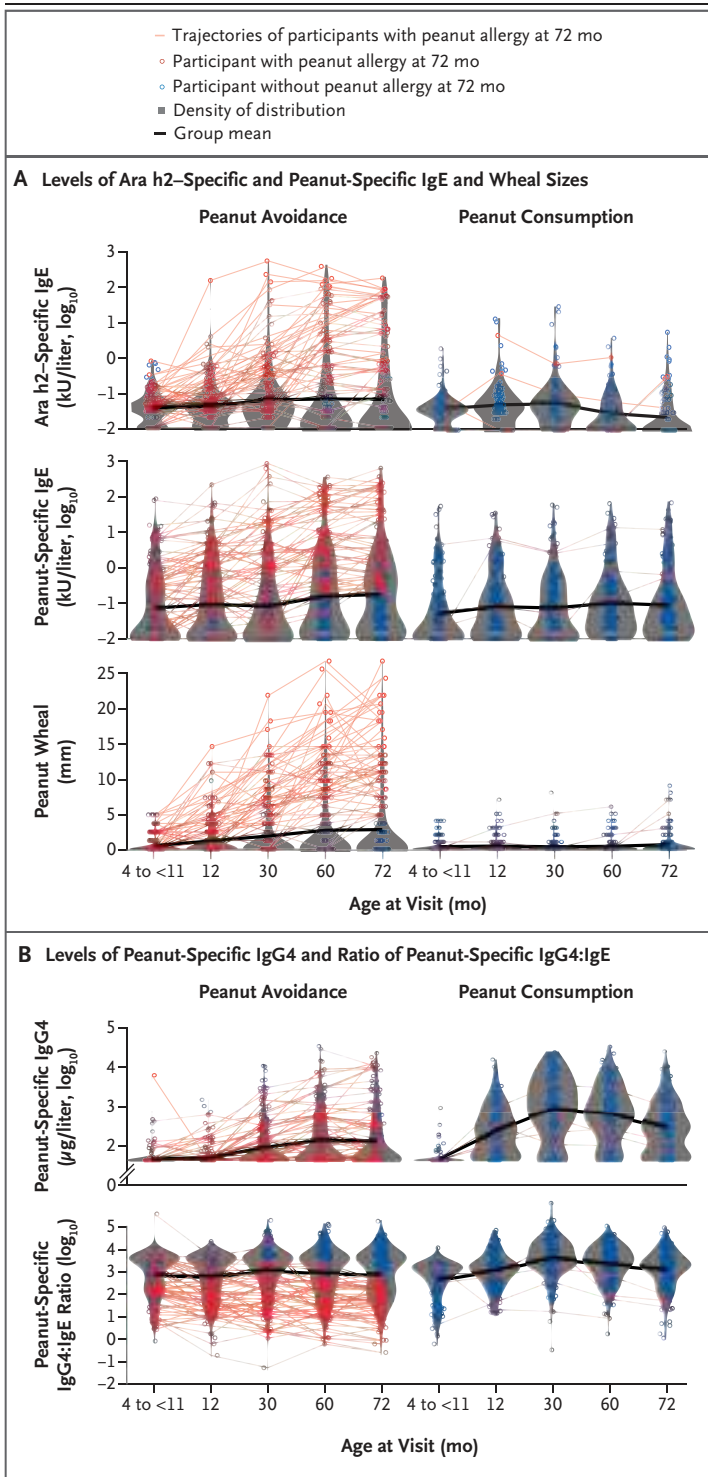 Trajectories of participants with peanut allergy at 72 mo
Participant with peanut allergy at 72 mo
Participant without peanut allergy at 72 mo
Density of distribution
Group mean
A Levels of Ara h2–Specific and Peanut-Specific IgE and Wheal Sizes
Peanut Avoidance
Peanut Consumption
Ara h2–Specific IgE
(kU/liter, log10)
3
2
1
0
−1
−2
Peanut-Specific IgE
(kU/liter, log10)
3
2
1
0
−1
−2
Peanut Wheal
(mm)
25
20
15
10
5
0
4 to <11 12 30 60 72 4 to <11 12 30 60 72
Age at Visit (mo)
B Levels of Peanut-Specific IgG4 and Ratio of Peanut-Specific IgG4:IgE
Peanut Avoidance
Peanut Consumption
Peanut-Specific IgG4
(µg/liter, log10)
5
4
3
2
0
Peanut-Specific
IgG4:IgE Ratio (log10)
5
4
3
2
1
0
−1
−2
4 to <11 12 30 60 72 4 to <11 12 30 60 72
Age at Visit (mo)